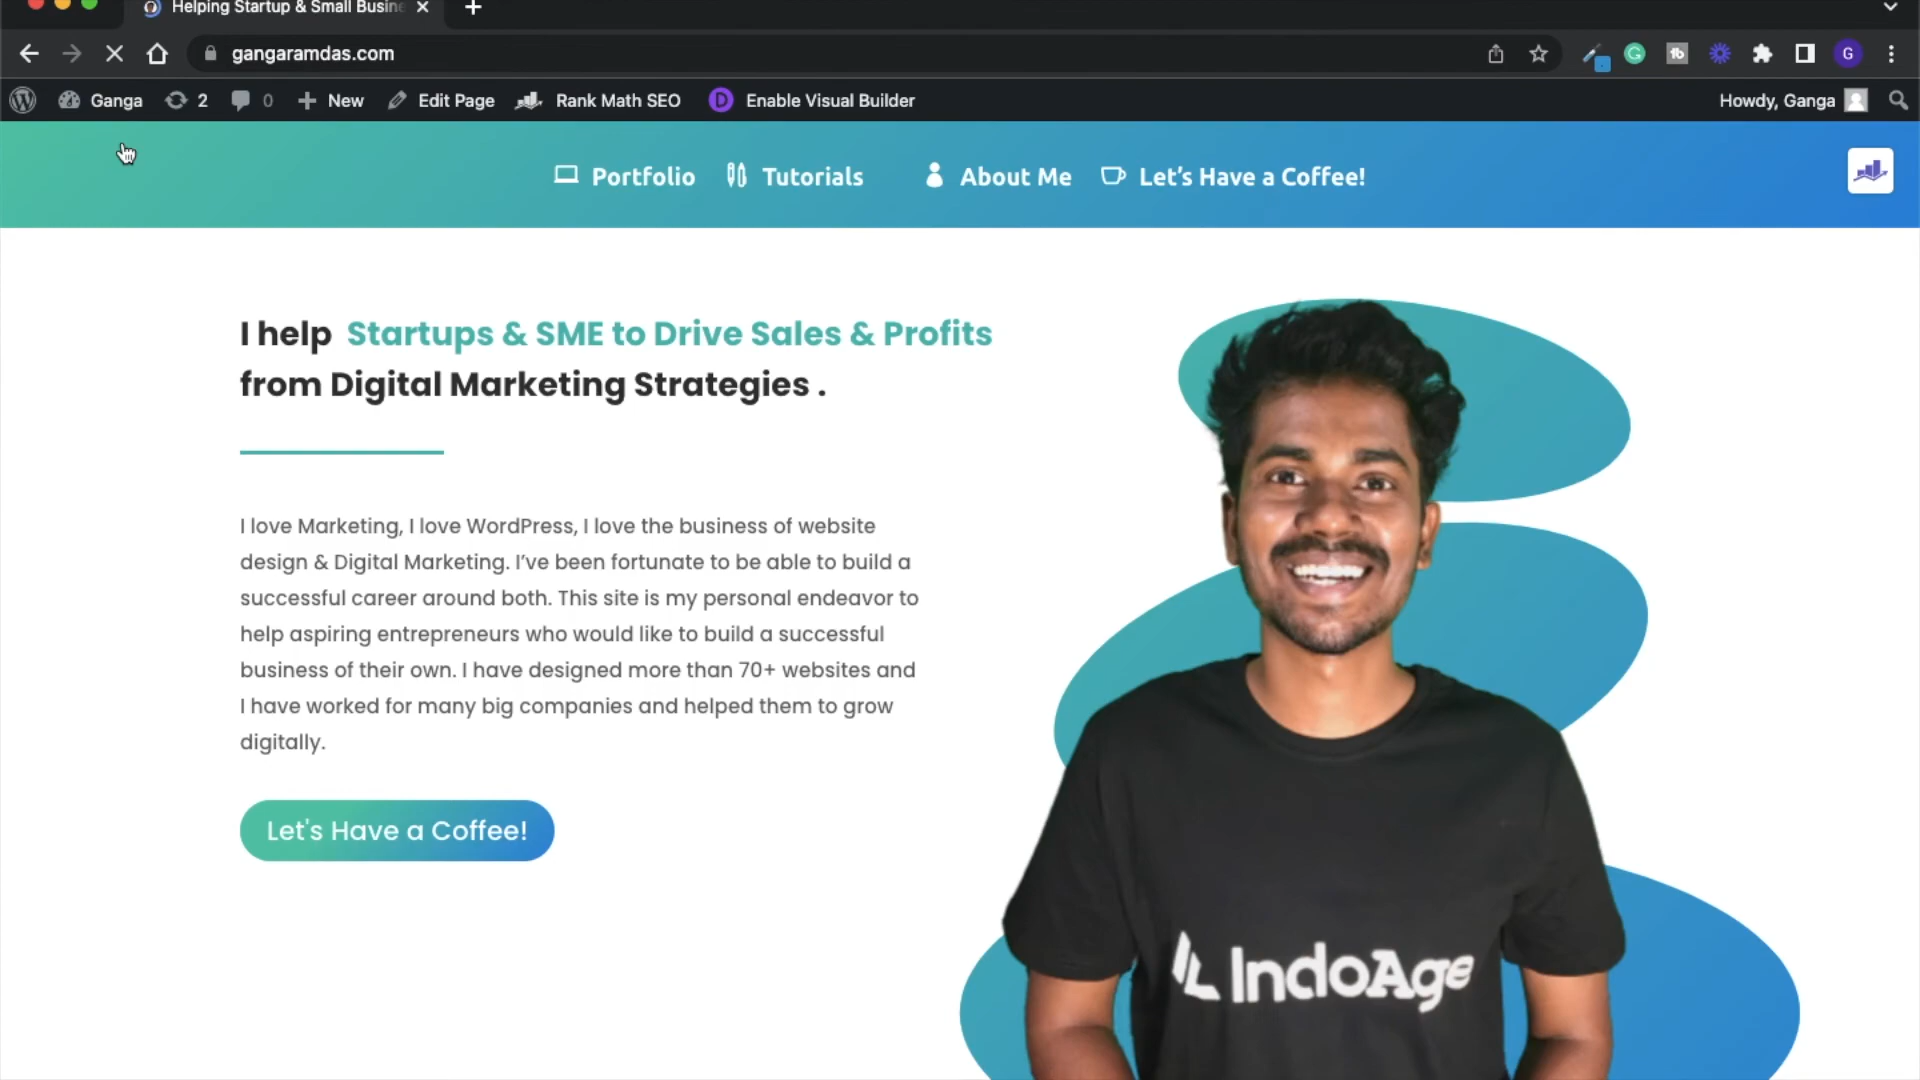 Helping Startup & Small Busine
gangaramdas.com
G
Ganga 2 0 New Edit Page Rank Math SEO D Enable Visual Builder Howdy, Ganga
Portfolio Tutorials About Me Let’s Have a Coffee!
I help Startups & SME to Drive Sales & Profits
from Digital Marketing Strategies .
I love Marketing, I love WordPress, I love the business of website
design & Digital Marketing. I’ve been fortunate to be able to build a
successful career around both. This site is my personal endeavor to
help aspiring entrepreneurs who would like to build a successful
business of their own. I have designed more than 70+ websites and
I have worked for many big companies and helped them to grow
digitally.
Let's Have a Coffee!
IndoAge